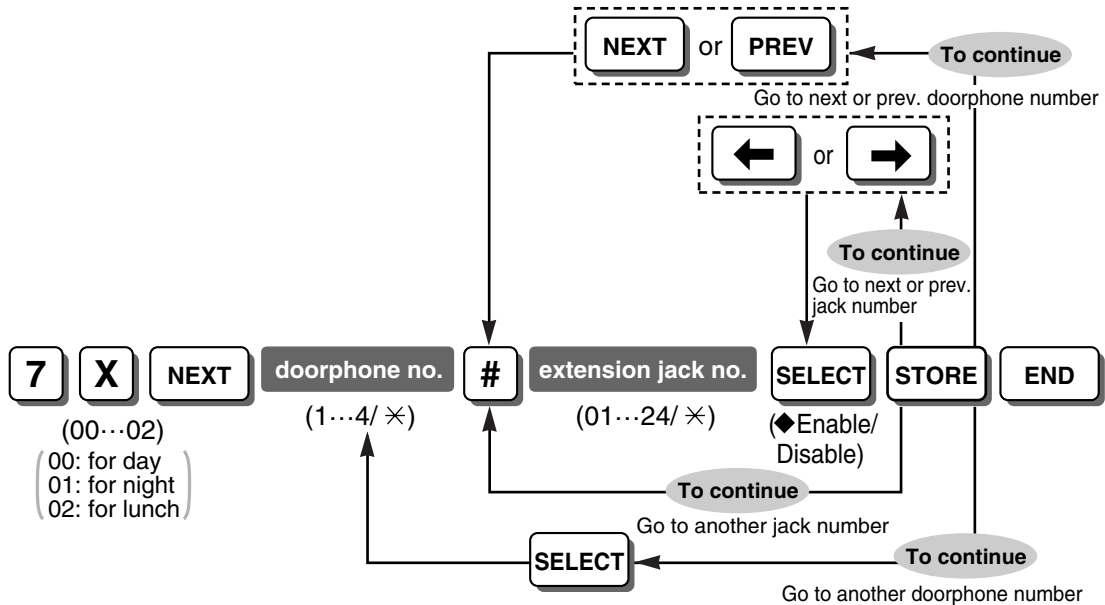 NEXT or PREV To continue
Go to next or prev. doorphone number
← or →
To continue
Go to next or prev.
jack number
7 X NEXT doorphone no. # extension jack no. SELECT STORE END
(00···02) (1···4/ ✳) (01···24/ ✳) (◆Enable/
Disable)
00: for day
01: for night
02: for lunch
To continue
Go to another jack number
SELECT To continue
Go to another doorphone number